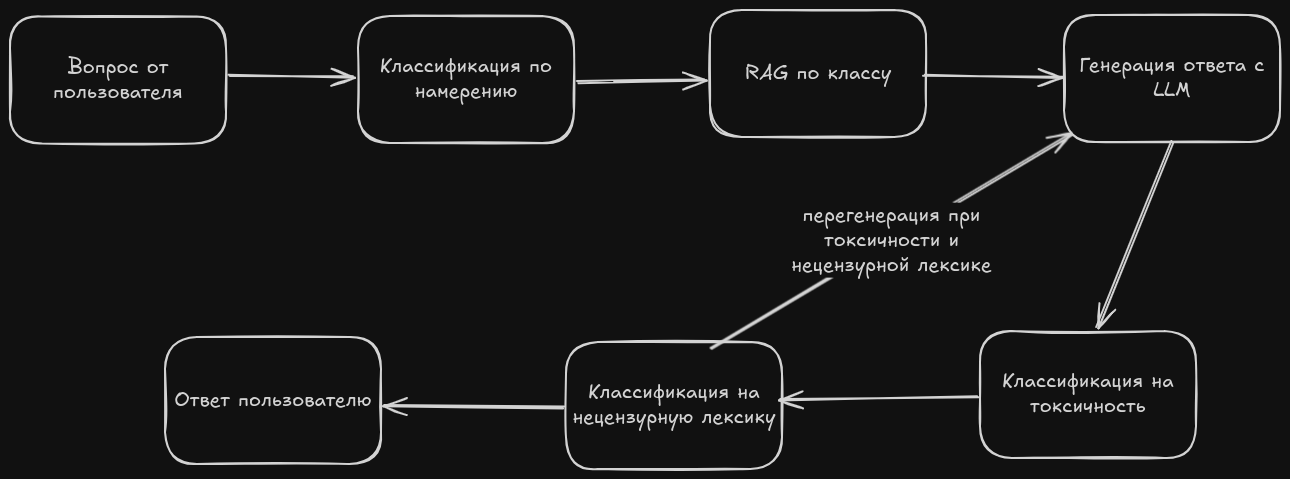 Вопрос от
пользователя
Классификация по
намерению
RAG по классу
Генерация ответа с
LLM
перегенерация при
токсичности и
нецензурной лексике
Ответ пользователю
Классификация на
нецензурную лексику
Классификация на
токсичность